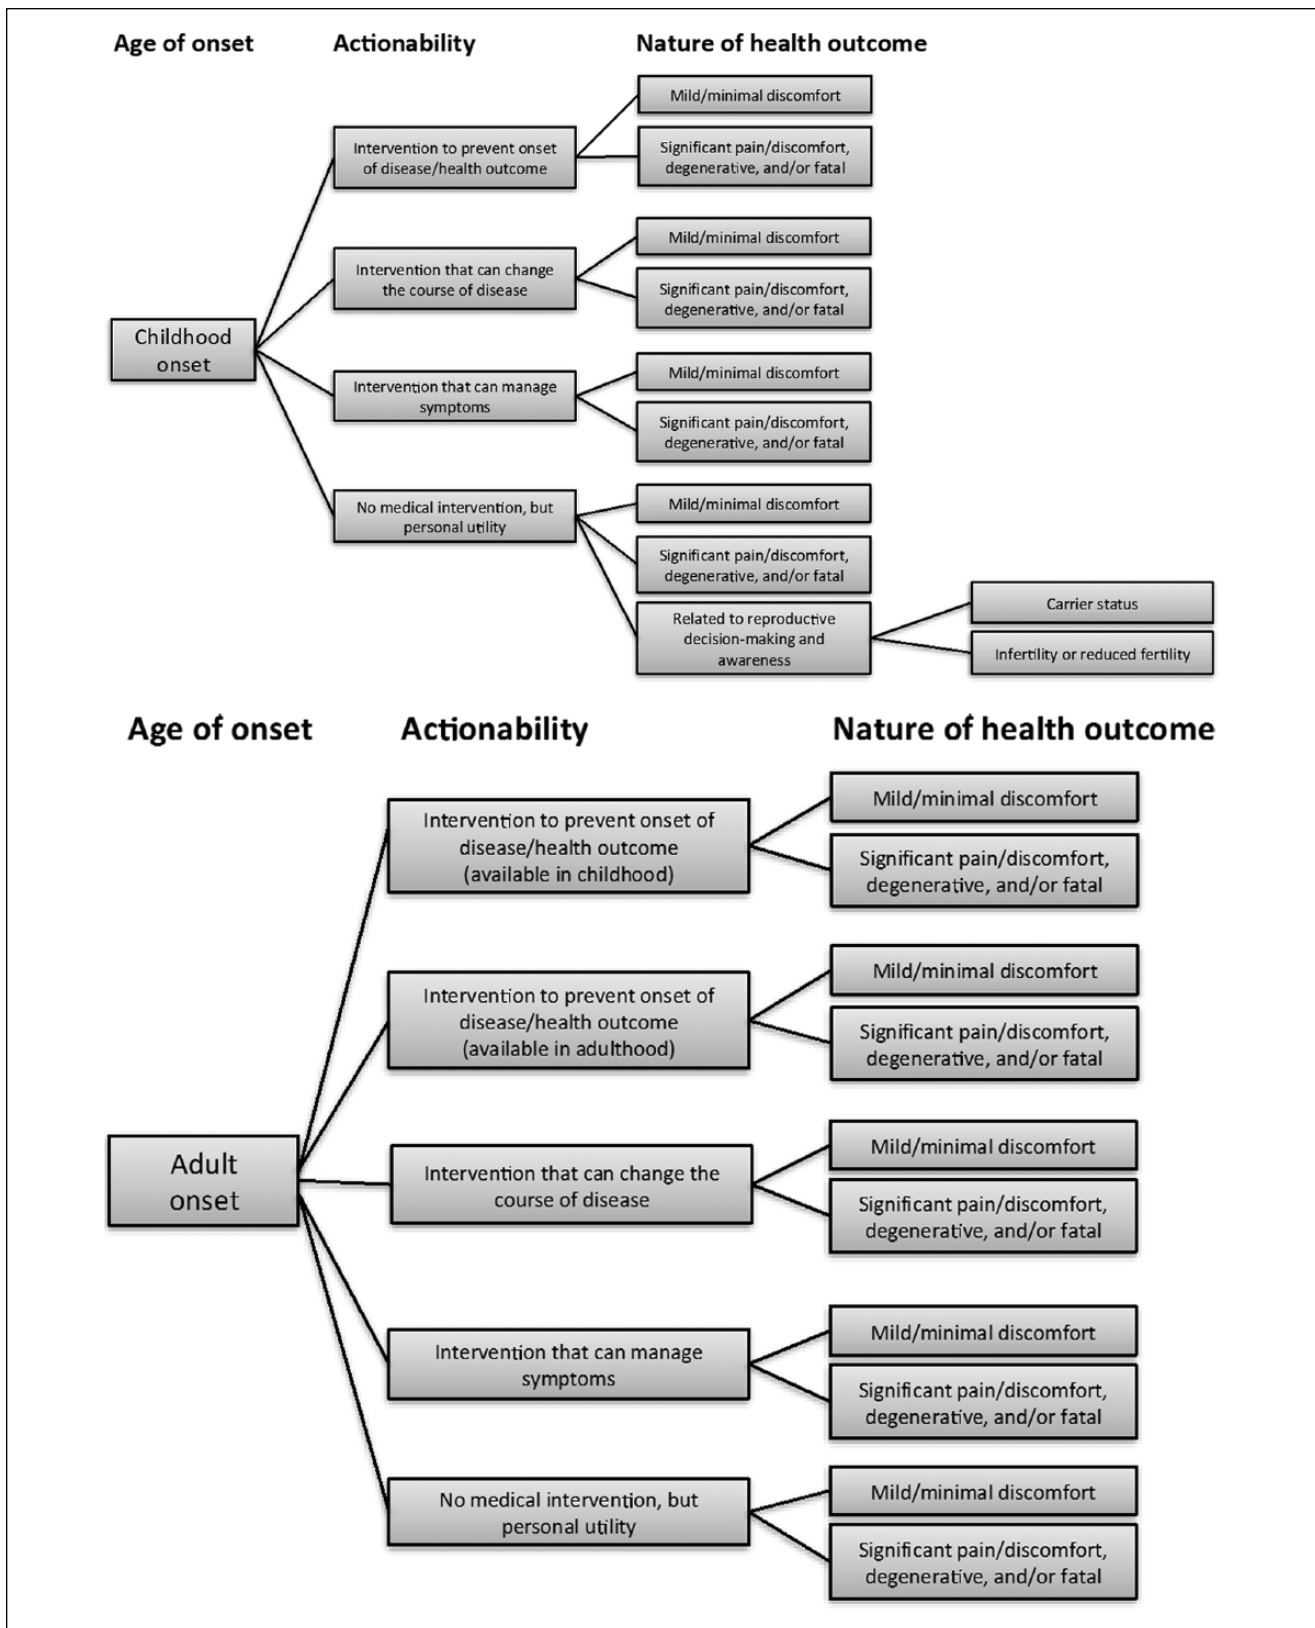 Age of onset Actionability Nature of health outcome
Mild/minimal discomfort
Intervention to prevent onset
of disease/health outcome
Significant pain/discomfort,
degenerative, and/or fatal
Mild/minimal discomfort
Intervention that can change
the course of disease
Significant pain/discomfort,
degenerative, and/or fatal
Childhood
onset
Mild/minimal discomfort
Intervention that can manage
symptoms
Significant pain/discomfort,
degenerative, and/or fatal
Mild/minimal discomfort
No medical intervention, but
personal utility
Significant pain/discomfort,
degenerative, and/or fatal
Related to reproductive
decision-making and
awareness
Carrier status
Infertility or reduced fertility
Age of onset Actionability Nature of health outcome
Mild/minimal discomfort
Intervention to prevent onset of
disease/health outcome
(available in childhood)
Significant pain/discomfort,
degenerative, and/or fatal
Mild/minimal discomfort
Intervention to prevent onset of
disease/health outcome
(available in adulthood)
Significant pain/discomfort,
degenerative, and/or fatal
Adult
onset
Mild/minimal discomfort
Intervention that can change the
course of disease
Significant pain/discomfort,
degenerative, and/or fatal
Mild/minimal discomfort
Intervention that can manage
symptoms
Significant pain/discomfort,
degenerative, and/or fatal
Mild/minimal discomfort
No medical intervention, but
personal utility
Significant pain/discomfort,
degenerative, and/or fatal